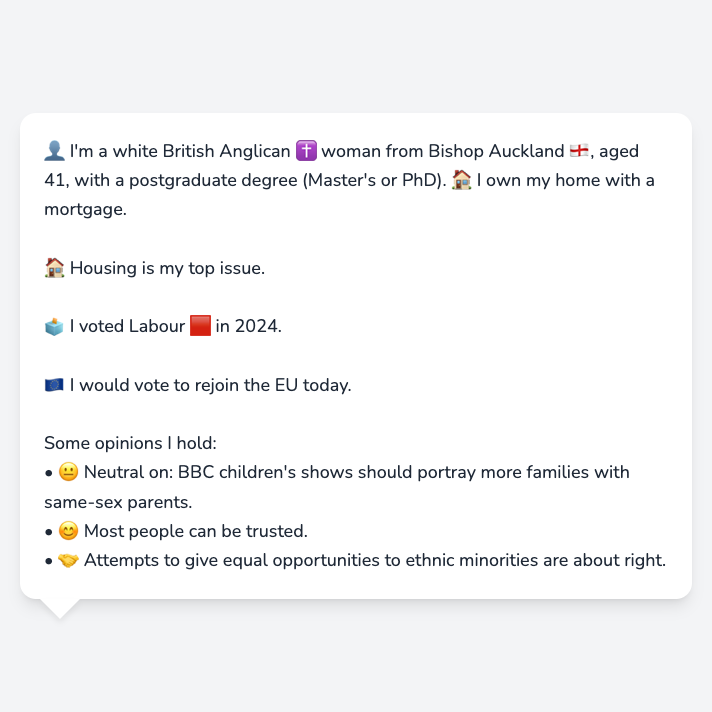 👤 I'm a white British Anglican ✝️ woman from Bishop Auckland 🏴󠁧󠁢󠁥󠁮󠁧󠁿, aged
41, with a postgraduate degree (Master's or PhD). 🏠 I own my home with a
mortgage.
🏠 Housing is my top issue.
🗳️ I voted Labour 🟥 in 2024.
🇪🇺 I would vote to rejoin the EU today.
Some opinions I hold:
• 😐 Neutral on: BBC children's shows should portray more families with
same-sex parents.
• 😊 Most people can be trusted.
• 🤝 Attempts to give equal opportunities to ethnic minorities are about right.